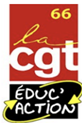 66
la
cgt
ÉDUC'
ACTION